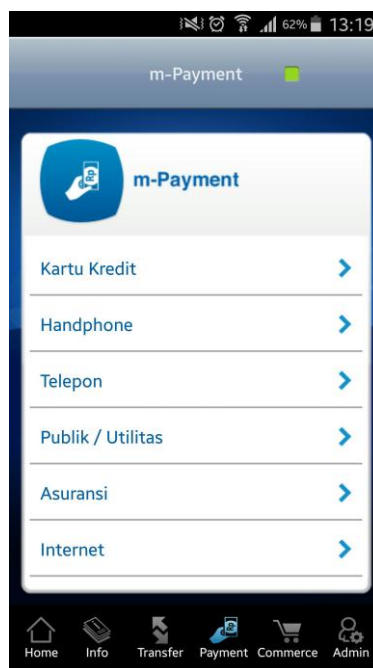 62% 13:19
m-Payment
Rp
m-Payment
Kartu Kredit
Handphone
Telepon
Publik / Utilitas
Asuransi
Internet
Home Info Transfer Payment Commerce Admin